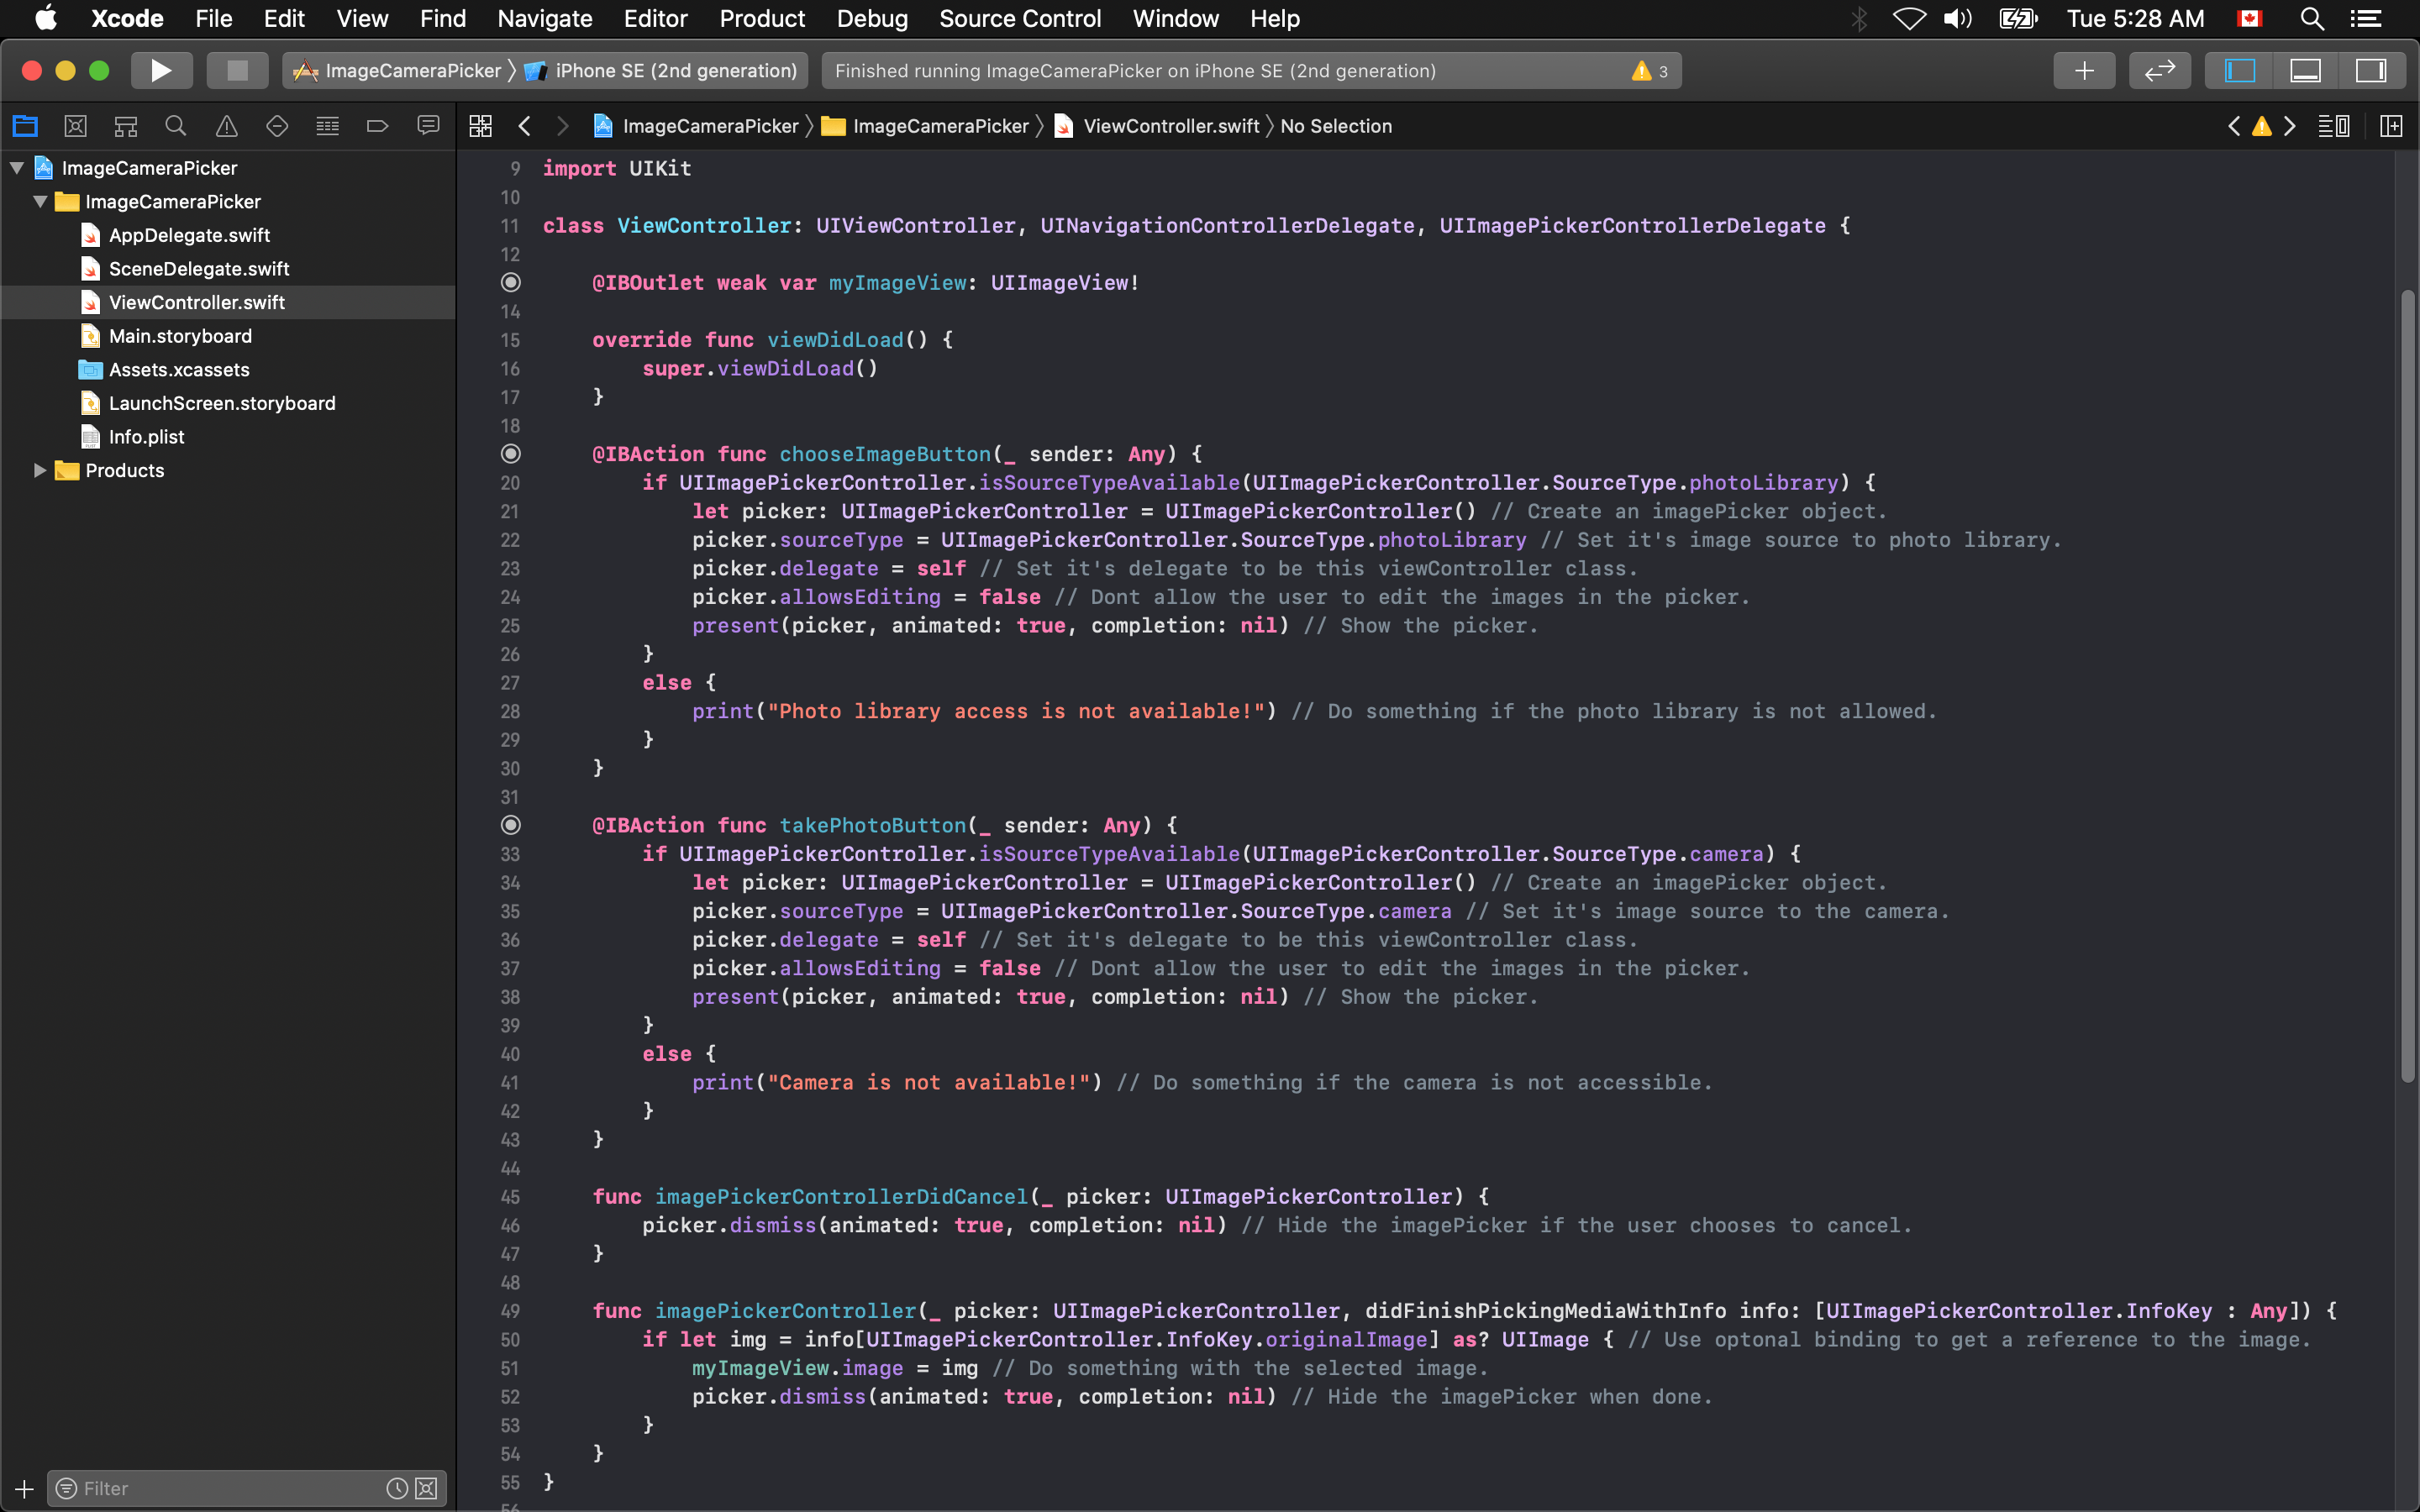 Xcode File Edit View Find Navigate Editor Product Debug Source Control Window Help Tue 5:28 AM
ImageCameraPicker iPhone SE (2nd generation) Finished running ImageCameraPicker on iPhone SE (2nd generation) 3
ImageCameraPicker ImageCameraPicker ViewController.swift No Selection
ImageCameraPicker
ImageCameraPicker
AppDelegate.swift
SceneDelegate.swift
ViewController.swift
Main.storyboard
Assets.xcassets
LaunchScreen.storyboard
Info.plist
Products
Filter
9 import UIKit
10
11 class ViewController: UIViewController, UINavigationControllerDelegate, UIImagePickerControllerDelegate {
12
@IBOutlet weak var myImageView: UIImageView!
14
15 override func viewDidLoad() {
16 super.viewDidLoad()
17 }
18
@IBAction func chooseImageButton(_ sender: Any) {
20 if UIImagePickerController.isSourceTypeAvailable(UIImagePickerController.SourceType.photoLibrary) {
21 let picker: UIImagePickerController = UIImagePickerController() // Create an imagePicker object.
22 picker.sourceType = UIImagePickerController.SourceType.photoLibrary // Set it's image source to photo library.
23 picker.delegate = self // Set it's delegate to be this viewController class.
24 picker.allowsEditing = false // Dont allow the user to edit the images in the picker.
25 present(picker, animated: true, completion: nil) // Show the picker.
26 }
27 else {
28 print("Photo library access is not available!") // Do something if the photo library is not allowed.
29 }
30 }
31
@IBAction func takePhotoButton(_ sender: Any) {
33 if UIImagePickerController.isSourceTypeAvailable(UIImagePickerController.SourceType.camera) {
34 let picker: UIImagePickerController = UIImagePickerController() // Create an imagePicker object.
35 picker.sourceType = UIImagePickerController.SourceType.camera // Set it's image source to the camera.
36 picker.delegate = self // Set it's delegate to be this viewController class.
37 picker.allowsEditing = false // Dont allow the user to edit the images in the picker.
38 present(picker, animated: true, completion: nil) // Show the picker.
39 }
40 else {
41 print("Camera is not available!") // Do something if the camera is not accessible.
42 }
43 }
44
45 func imagePickerControllerDidCancel(_ picker: UIImagePickerController) {
46 picker.dismiss(animated: true, completion: nil) // Hide the imagePicker if the user chooses to cancel.
47 }
48
49 func imagePickerController(_ picker: UIImagePickerController, didFinishPickingMediaWithInfo info: [UIImagePickerController.InfoKey : Any]) {
50 if let img = info[UIImagePickerController.InfoKey.originalImage] as? UIImage { // Use optonal binding to get a reference to the image.
51 myImageView.image = img // Do something with the selected image.
52 picker.dismiss(animated: true, completion: nil) // Hide the imagePicker when done.
53 }
54 }
55 }
56